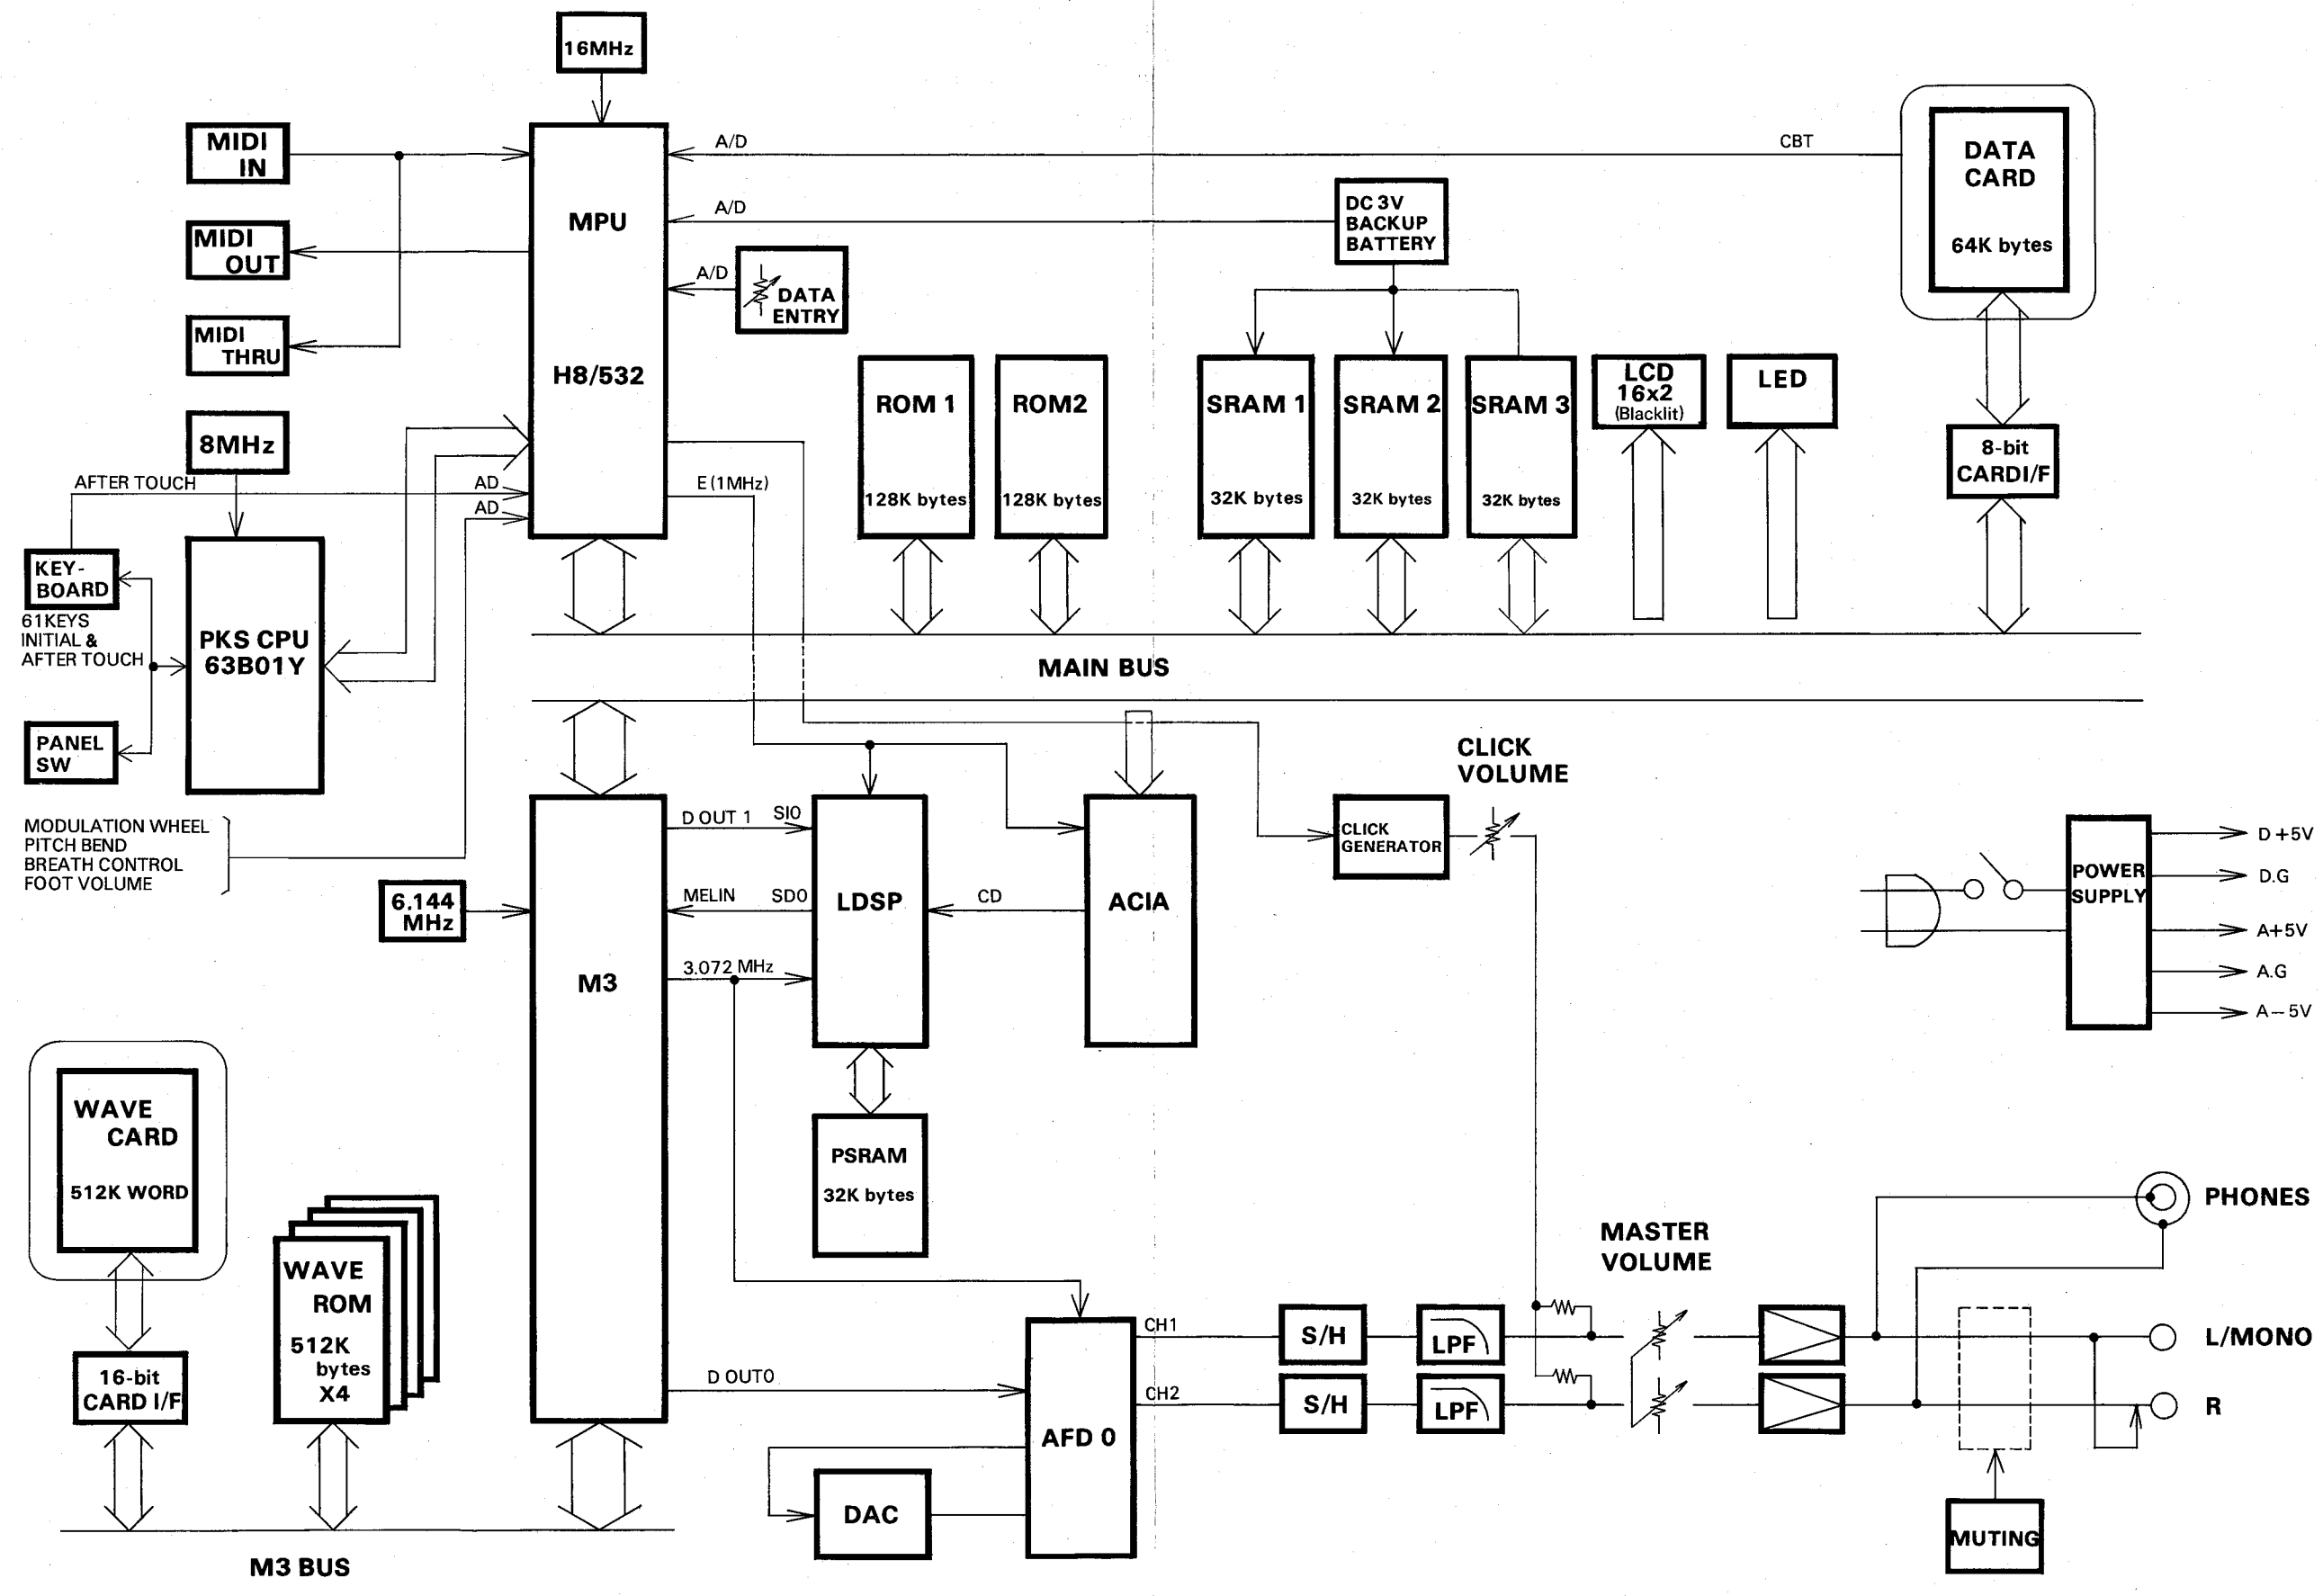 16MHz
MIDI
IN
MIDI
OUT
MIDI
THRU
8MHz
AFTER TOUCH
AD
AD
KEY-
BOARD
61KEYS
INITIAL &
AFTER TOUCH
PANEL
SW
PKS CPU
63B01Y
MODULATION WHEEL
PITCH BEND
BREATH CONTROL
FOOT VOLUME
MPU
H8/532
A/D
CBT
A/D
A/D
DATA
ENTRY
E (1MHz)
DC 3V
BACKUP
BATTERY
DATA
CARD
64K bytes
ROM 1
128K bytes
ROM2
128K bytes
SRAM 1
32K bytes
SRAM 2
32K bytes
SRAM 3
32K bytes
LCD
16x2
(Blacklit)
LED
8-bit
CARDI/F
MAIN BUS
6.144
MHz
M3
D OUT 1
SI0
MELIN
SD0
3.072 MHz
LDSP
CD
ACIA
PSRAM
32K bytes
CLICK
GENERATOR
CLICK
VOLUME
POWER
SUPPLY
D +5V
D.G
A+5V
A.G
A-5V
WAVE
CARD
512K WORD
16-bit
CARD I/F
WAVE
ROM
512K
bytes
X4
M3 BUS
D OUT0
AFD 0
DAC
CH1
CH2
S/H
S/H
LPF
LPF
MASTER
VOLUME
PHONES
L/MONO
R
MUTING